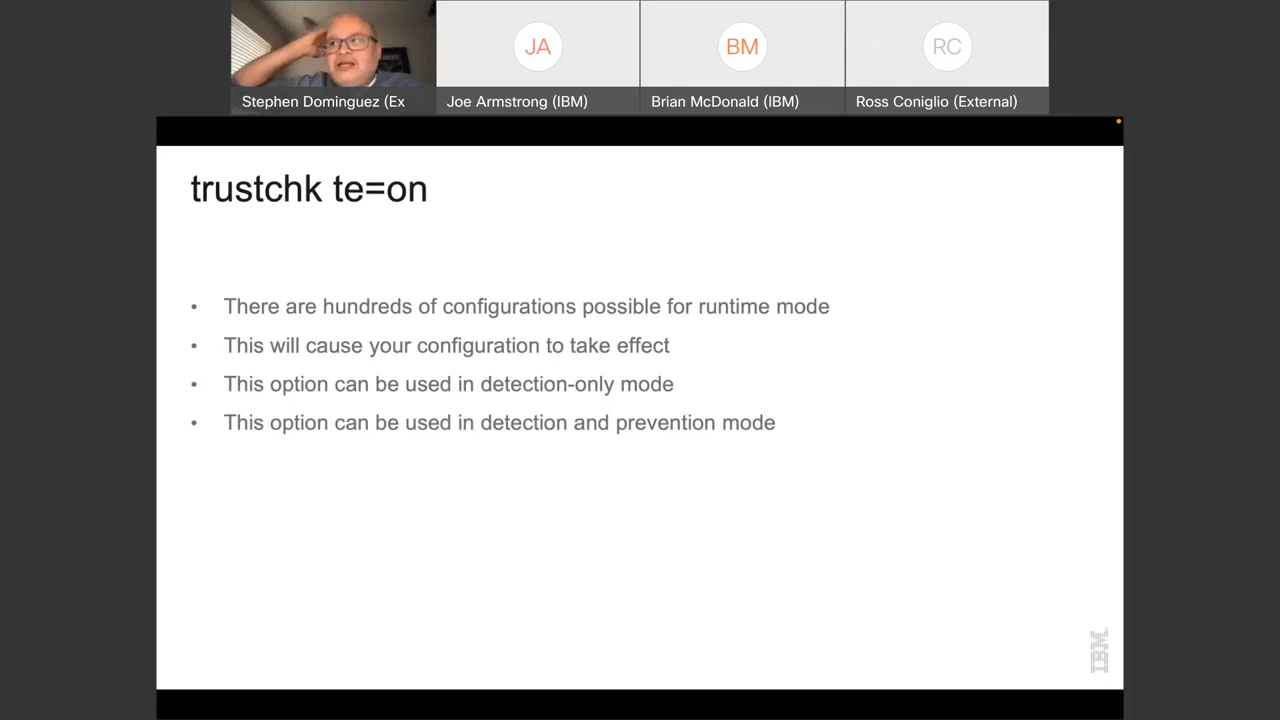 JA
BM
RC
Stephen Dominguez (Ex
Joe Armstrong (IBM)
Brian McDonald (IBM)
Ross Coniglio (External)
trustchk te=on
• There are hundreds of configurations possible for runtime mode
• This will cause your configuration to take effect
• This option can be used in detection-only mode
• This option can be used in detection and prevention mode
IBM